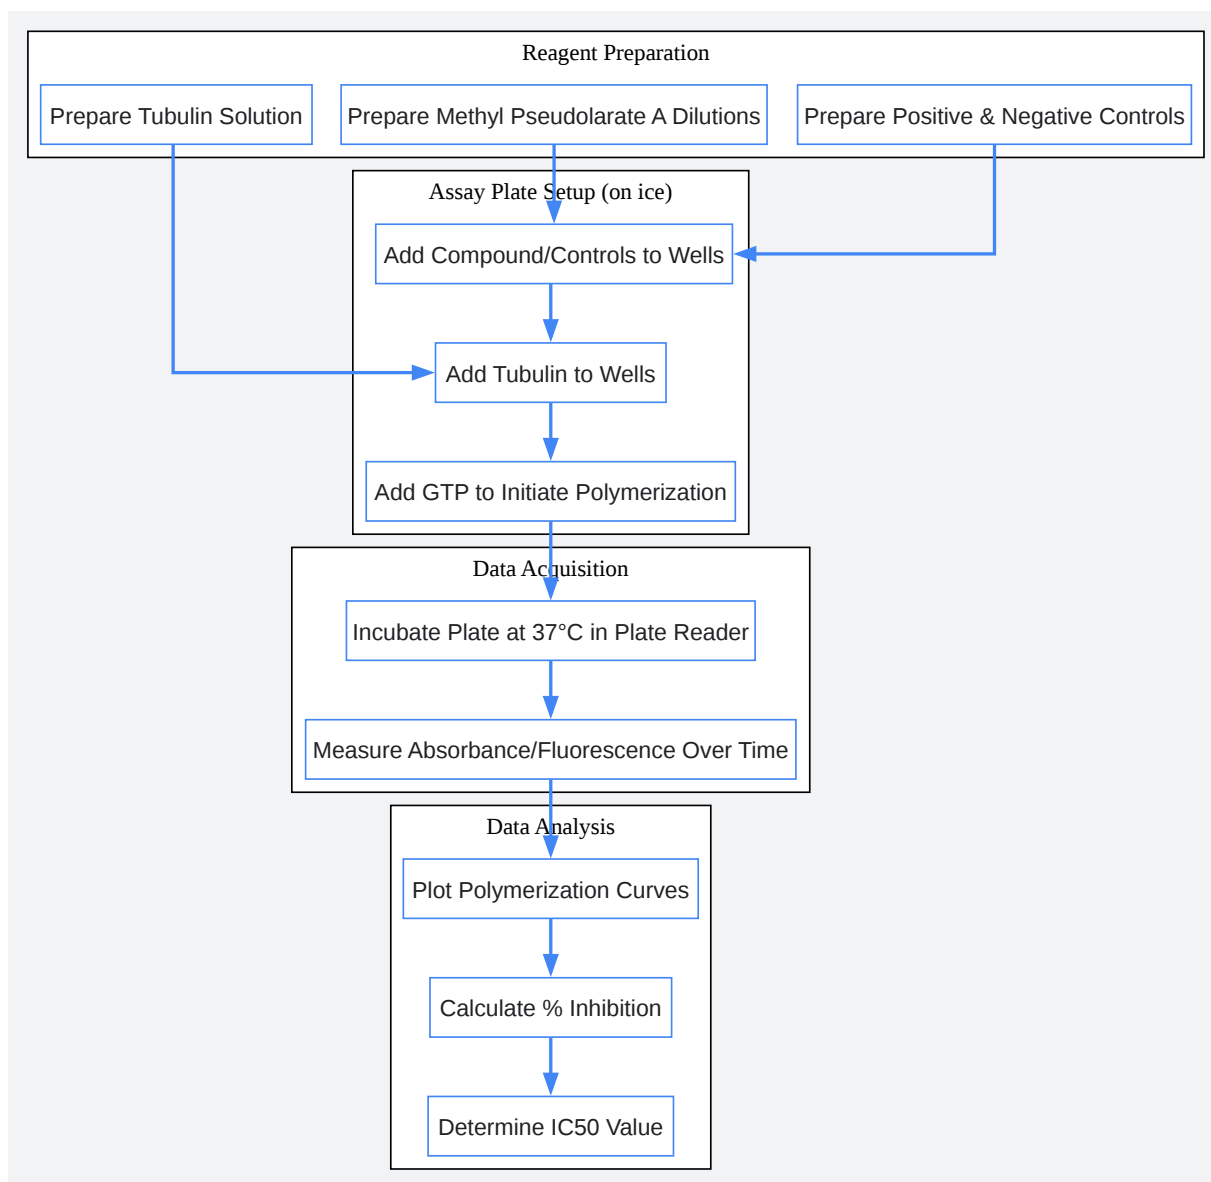 Reagent Preparation
Prepare Tubulin Solution
Prepare Methyl Pseudolarate A Dilutions
Prepare Positive & Negative Controls
Assay Plate Setup (on ice)
Add Compound/Controls to Wells
Add Tubulin to Wells
Add GTP to Initiate Polymerization
Data Acquisition
Incubate Plate at 37°C in Plate Reader
Measure Absorbance/Fluorescence Over Time
Data Analysis
Plot Polymerization Curves
Calculate % Inhibition
Determine IC50 Value